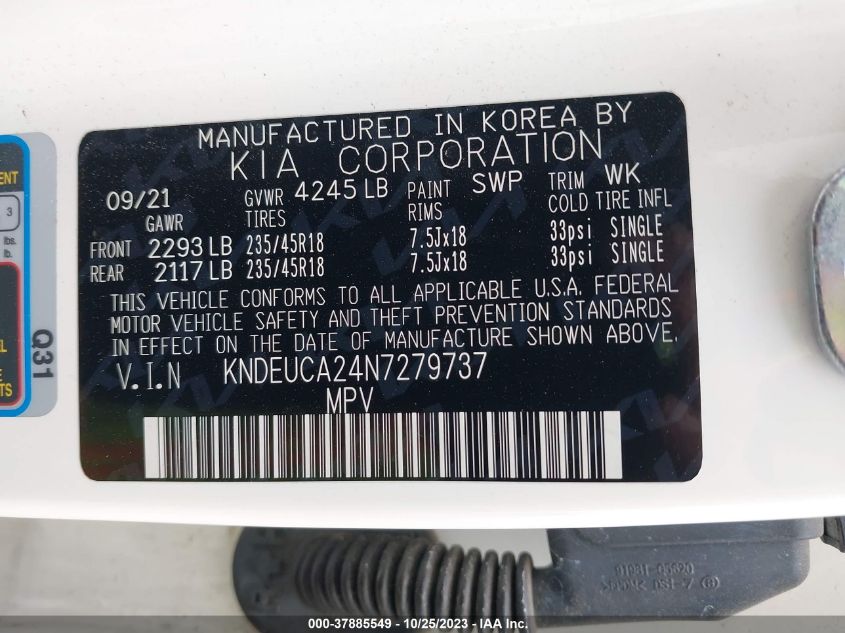 MANUFACTURED IN KOREA BY
KIA CORPORATION
09/21 GVWR 4245 LB PAINT SWP TRIM WK
GAWR TIRES RIMS COLD TIRE INFL
FRONT 2293 LB 235/45R18 7.5Jx18 33psi SINGLE
REAR 2117 LB 235/45R18 7.5Jx18 33psi SINGLE
THIS VEHICLE CONFORMS TO ALL APPLICABLE U.S.A. FEDERAL
MOTOR VEHICLE SAFETY AND THEFT PREVENTION STANDARDS
IN EFFECT ON THE DATE OF MANUFACTURE SHOWN ABOVE.
V.I.N KNDEUCA24N7279737
MPV
Q31
3
lbs.
lb.
000-37885549 - 10/25/2023 - IAA Inc.